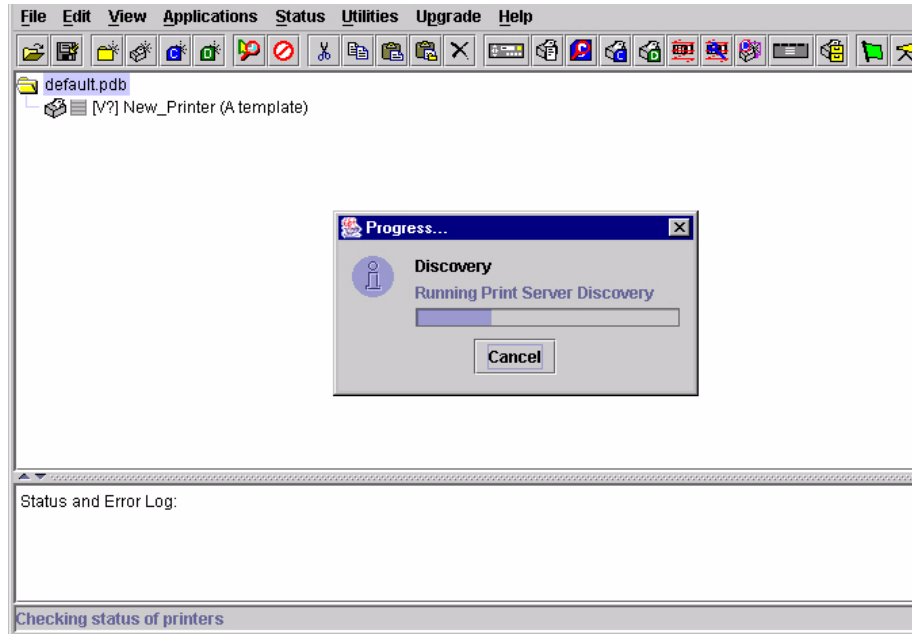 File Edit View Applications Status Utilities Upgrade Help
default.pdb
[V?] New_Printer (A template)
Progress...
Discovery
Running Print Server Discovery
Cancel
Status and Error Log:
Checking status of printers